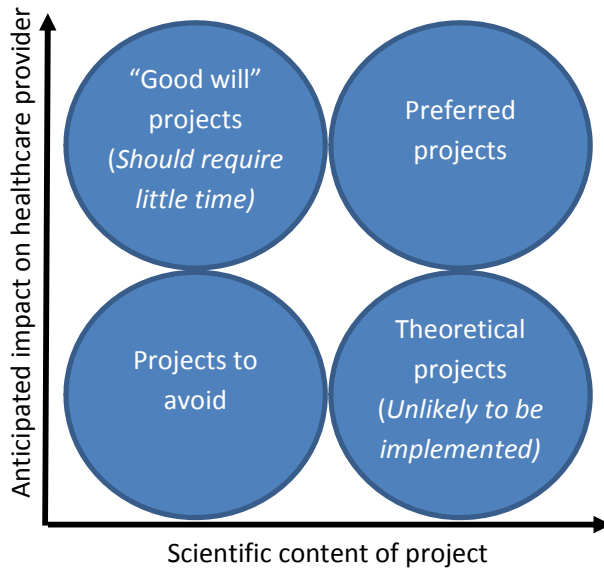 Anticipated impact on healthcare provider
“Good will”
projects
(Should require
little time)
Preferred
projects
Projects to
avoid
Theoretical
projects
(Unlikely to be
implemented)
Scientific content of project